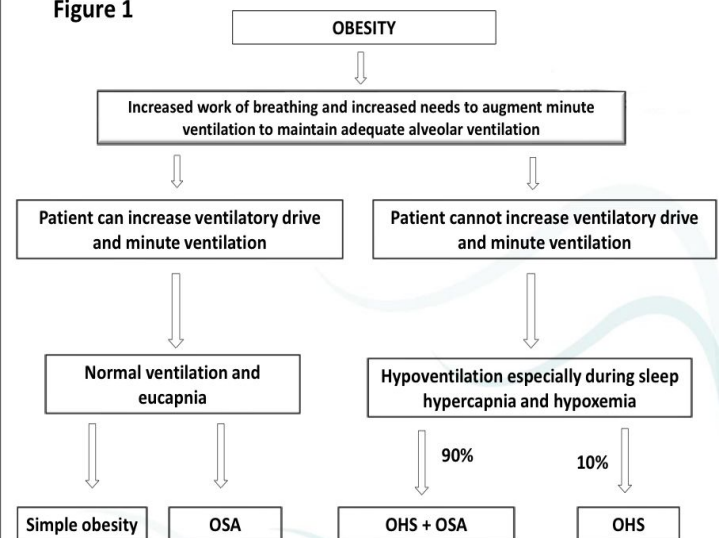 Figure 1
OBESITY
Increased work of breathing and increased needs to augment minute
ventilation to maintain adequate alveolar ventilation
Patient can increase ventilatory drive
and minute ventilation
Patient cannot increase ventilatory drive
and minute ventilation
Normal ventilation and
eucapnia
Hypoventilation especially during sleep
hypercapnia and hypoxemia
90%
10%
Simple obesity
OSA
OHS + OSA
OHS